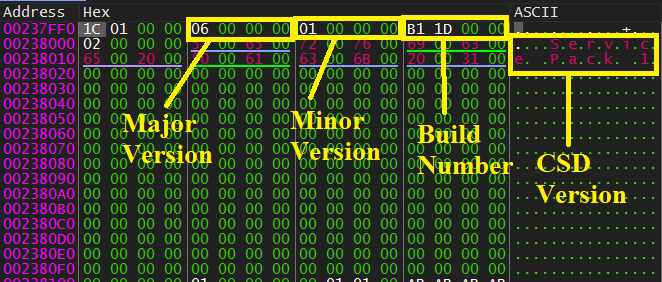 Address Hex ASCII
00237FF0 1C 01 00 00 06 00 00 00 01 00 00 00 B1 1D 00 00
00238000 02 00 00 00 53 00 65 00 72 00 76 00 69 00 63 00 ....S.e.r.v.i.c.
00238010 65 00 20 00 50 00 61 00 63 00 6B 00 20 00 31 00 e. .P.a.c.k. .1.
00238020 00 00 00 00 00 00 00 00 00 00 00 00 00 00 00 00 ................
00238030 00 00 00 00 00 00 00 00 00 00 00 00 00 00 00 00 ................
00238040 00 00 00 00 00 00 00 00 00 00 00 00 00 00 00 00 ................
00238050 00 00 00 00 00 00 00 00 00 00 00 00 00 00 00 00 ................
00238060 00 00 00 00 00 00 00 00 00 00 00 00 00 00 00 00 ................
00238070 00 00 00 00 00 00 00 00 00 00 00 00 00 00 00 00 ................
00238080 00 00 00 00 00 00 00 00 00 00 00 00 00 00 00 00 ................
00238090 00 00 00 00 00 00 00 00 00 00 00 00 00 00 00 00 ................
002380A0 00 00 00 00 00 00 00 00 00 00 00 00 00 00 00 00 ................
002380B0 00 00 00 00 00 00 00 00 00 00 00 00 00 00 00 00 ................
002380C0 00 00 00 00 00 00 00 00 00 00 00 00 00 00 00 00 ................
002380D0 00 00 00 00 00 00 00 00 00 00 00 00 00 00 00 00 ................
002380E0 00 00 00 00 00 00 00 00 00 00 00 00 00 00 00 00 ................
002380F0 00 00 00 00 00 00 00 00 00 00 00 00 00 00 00 00 ................
Major
Version
Minor
Version
Build
Number
CSD
Version